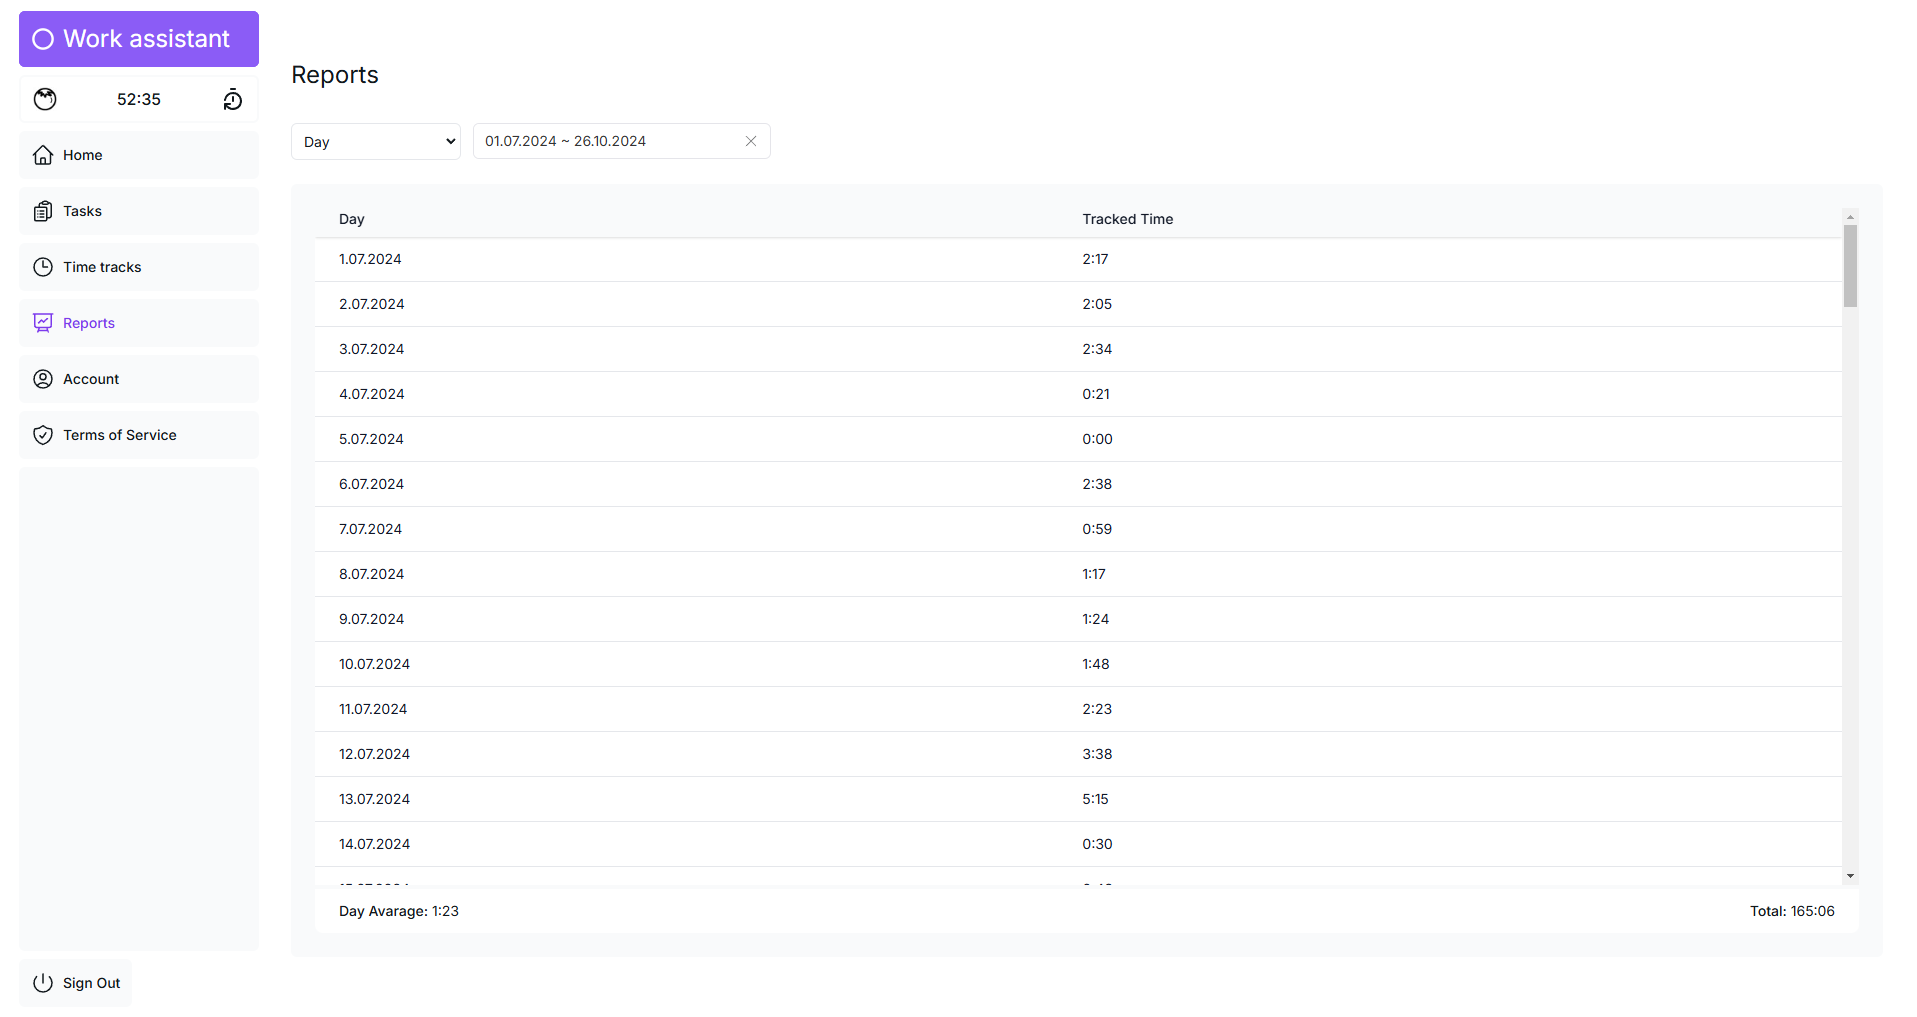 Work assistant
52:35
Home
Tasks
Time tracks
Reports
Account
Terms of Service
Sign Out
Reports
Day
01.07.2024 ~ 26.10.2024
Day Tracked Time
1.07.2024 2:17
2.07.2024 2:05
3.07.2024 2:34
4.07.2024 0:21
5.07.2024 0:00
6.07.2024 2:38
7.07.2024 0:59
8.07.2024 1:17
9.07.2024 1:24
10.07.2024 1:48
11.07.2024 2:23
12.07.2024 3:38
13.07.2024 5:15
14.07.2024 0:30
Day Avarage: 1:23 Total: 165:06